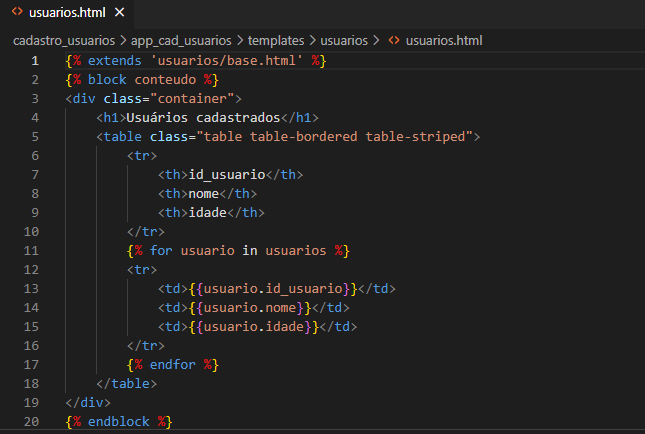 usuarios.html
cadastro_usuarios > app_cad_usuarios > templates > usuarios > usuarios.html
1 {% extends 'usuarios/base.html' %}
2 {% block conteudo %}
3 <div class="container">
4 <h1>Usuários cadastrados</h1>
5 <table class="table table-bordered table-striped">
6 <tr>
7 <th>id_usuario</th>
8 <th>nome</th>
9 <th>idade</th>
10 </tr>
11 {% for usuario in usuarios %}
12 <tr>
13 <td>{{usuario.id_usuario}}</td>
14 <td>{{usuario.nome}}</td>
15 <td>{{usuario.idade}}</td>
16 </tr>
17 {% endfor %}
18 </table>
19 </div>
20 {% endblock %}